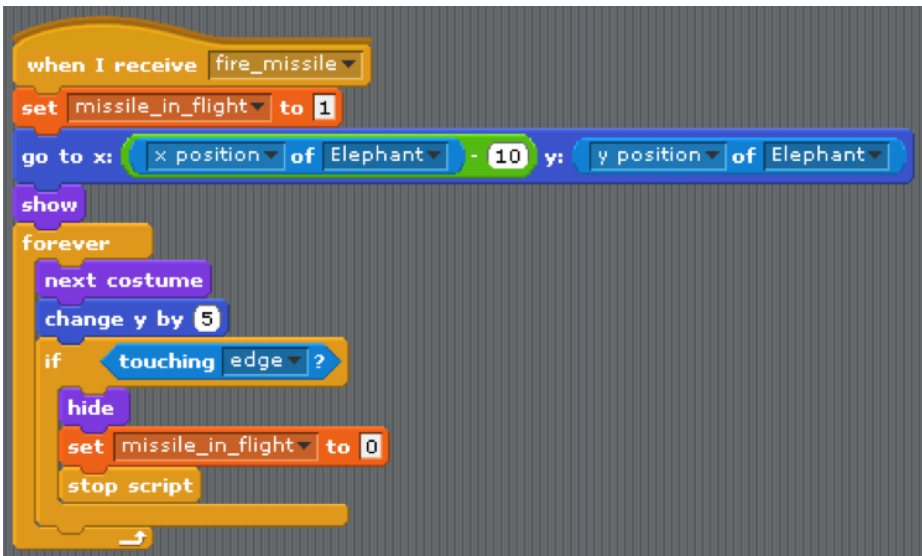 when I receive fire_missile
set missile_in_flight to 1
go to x: x position of Elephant - 10 y: y position of Elephant
show
forever
next costume
change y by 5
if touching edge ?
hide
set missile_in_flight to 0
stop script